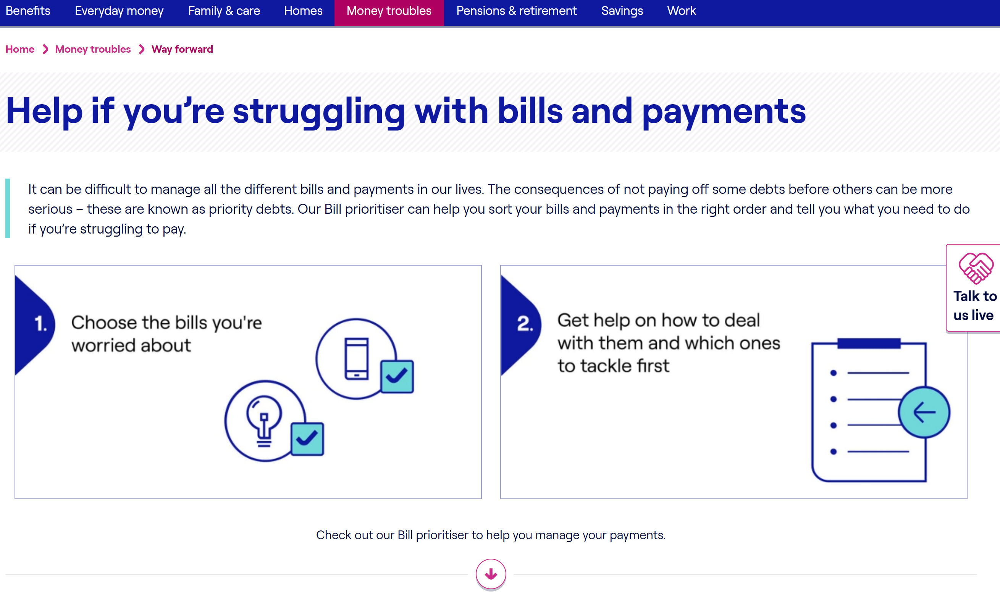 Benefits Everyday money Family & care Homes Money troubles Pensions & retirement Savings Work
Home Money troubles Way forward
Help if you’re struggling with bills and payments
It can be difficult to manage all the different bills and payments in our lives. The consequences of not paying off some debts before others can be more
serious – these are known as priority debts. Our Bill prioritiser can help you sort your bills and payments in the right order and tell you what you need to do
if you’re struggling to pay.
Talk to
us live
1.
Choose the bills you're
worried about
2.
Get help on how to deal
with them and which ones
to tackle first
Check out our Bill prioritiser to help you manage your payments.